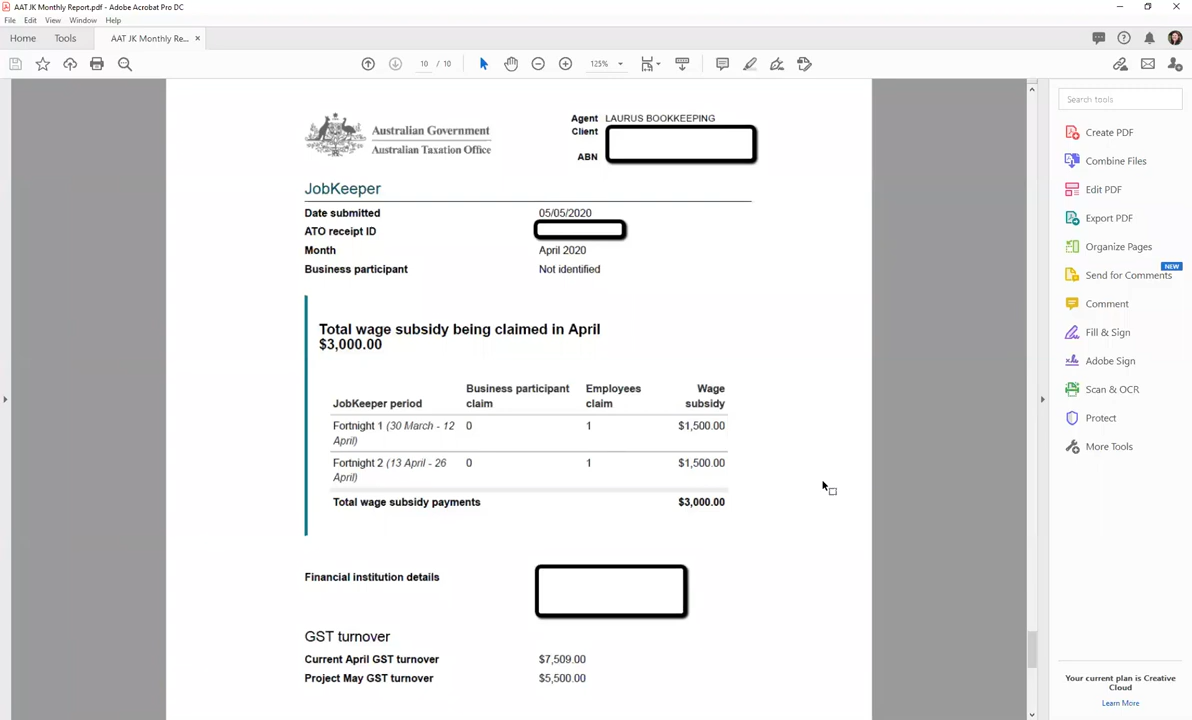 AAT JK Monthly Report.pdf - Adobe Acrobat Pro DC
File Edit View Window Help
Home Tools AAT JK Monthly Re... ×
10 / 10 125%
Search tools
Create PDF
Combine Files
Edit PDF
Export PDF
Organize Pages
NEW
Send for Comments
Comment
Fill & Sign
Adobe Sign
Scan & OCR
Protect
More Tools
Your current plan is Creative
Cloud
Learn More
Australian Government
Australian Taxation Office
Agent LAURUS BOOKKEEPING
Client
ABN
JobKeeper
Date submitted 05/05/2020
ATO receipt ID
Month April 2020
Business participant Not identified
Total wage subsidy being claimed in April
$3,000.00
Business participant Employees Wage
JobKeeper period claim claim subsidy
Fortnight 1 (30 March - 12 0 1 $1,500.00
April)
Fortnight 2 (13 April - 26 0 1 $1,500.00
April)
Total wage subsidy payments $3,000.00
Financial institution details
GST turnover
Current April GST turnover $7,509.00
Project May GST turnover $5,500.00